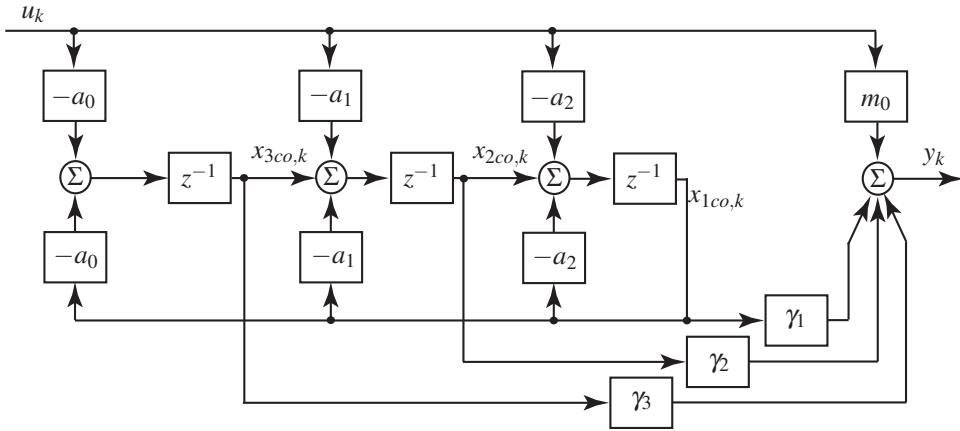 u_k
−a_0 −a_1 −a_2 m_0
Σ z^{−1} x_{3co,k} Σ z^{−1} x_{2co,k} Σ z^{−1} x_{1co,k} Σ y_k
−a_0 −a_1 −a_2
γ_1
γ_2
γ_3